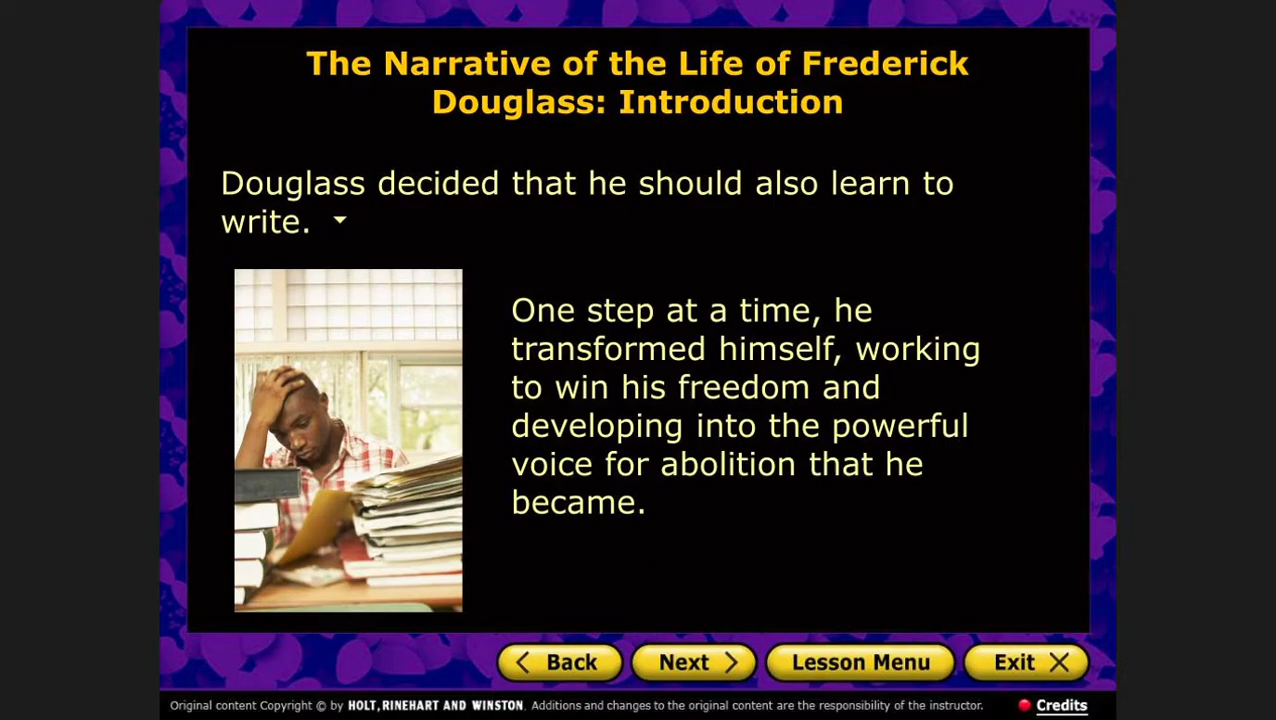 The Narrative of the Life of Frederick
Douglass: Introduction
Douglass decided that he should also learn to
write.
One step at a time, he
transformed himself, working
to win his freedom and
developing into the powerful
voice for abolition that he
became.
Back
Next
Lesson Menu
Exit
Original content Copyright © by HOLT, RINEHART AND WINSTON. Additions and changes to the original content are the responsibility of the instructor.
Credits